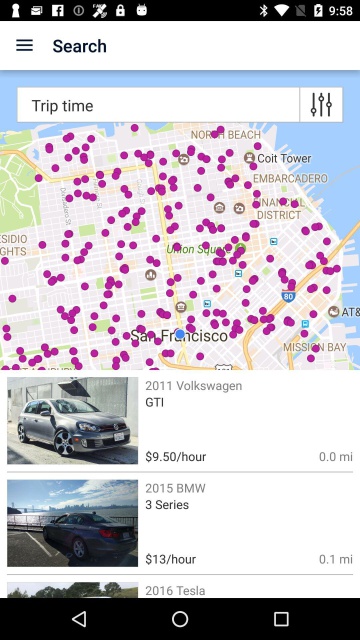 9:58
Search
Trip time
NORTH BEACH
Coit Tower
EMBARCADERO
FINANCIAL
DISTRICT
ESIDIO
GHTS
Union Square
80
AT&
San Francisco
MISSION BAY
2011 Volkswagen
GTI
$9.50/hour
0.0 mi
2015 BMW
3 Series
$13/hour
0.1 mi
2016 Tesla